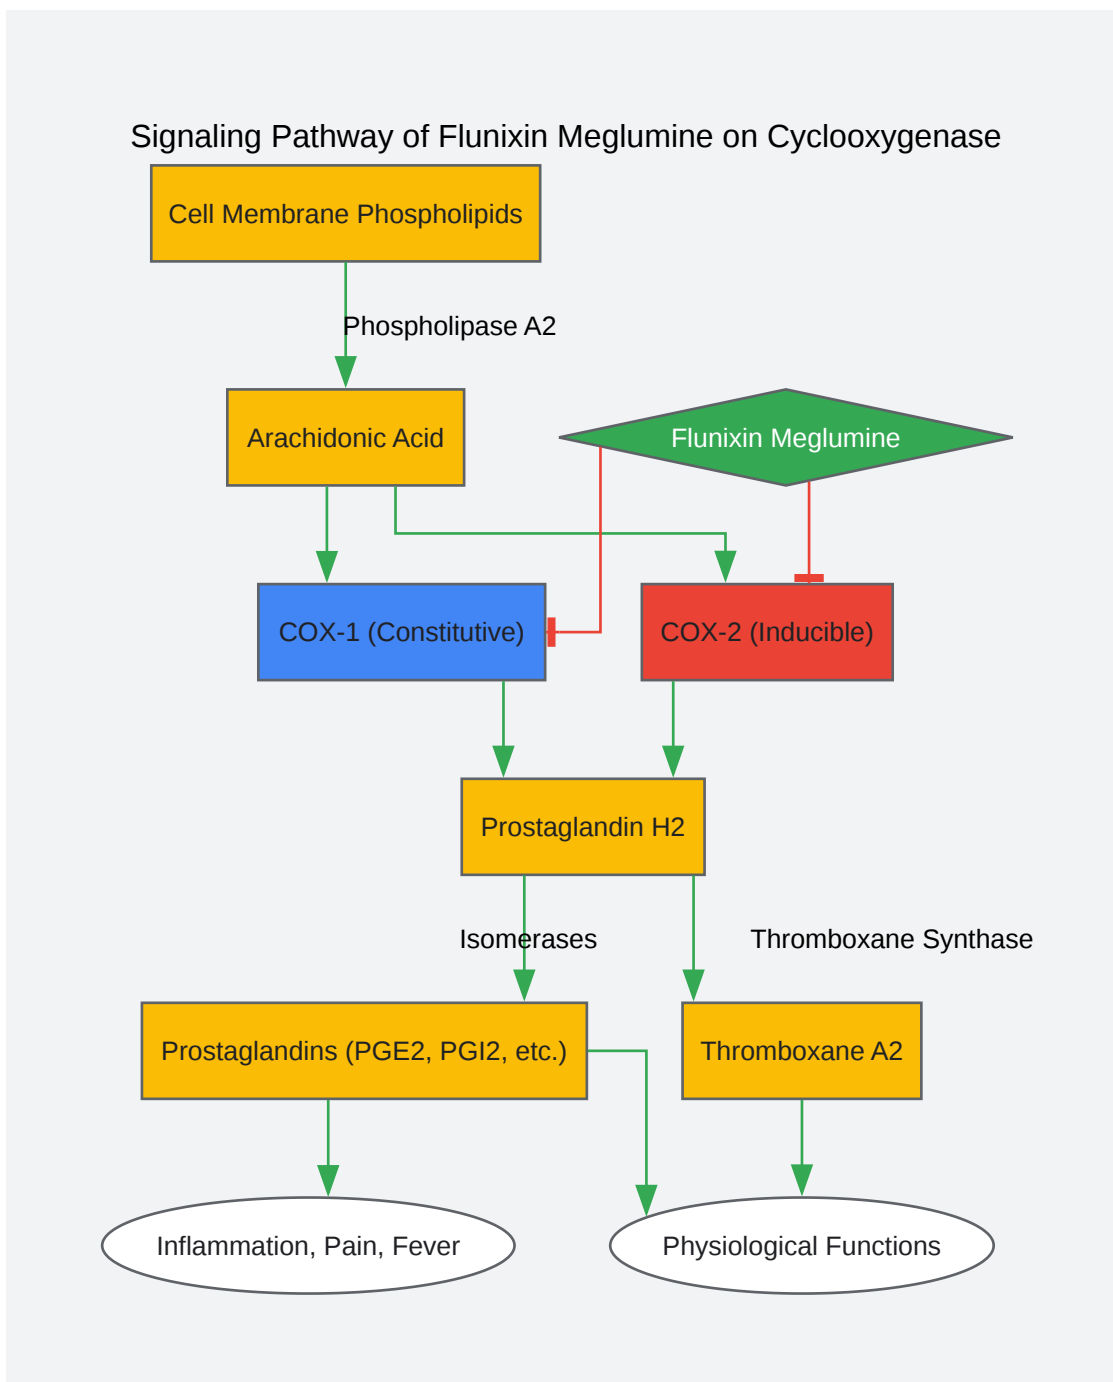 Signaling Pathway of Flunixin Meglumine on Cyclooxygenase
Cell Membrane Phospholipids
Phospholipase A2
Arachidonic Acid
Flunixin Meglumine
COX-1 (Constitutive)
COX-2 (Inducible)
Prostaglandin H2
Isomerases
Thromboxane Synthase
Prostaglandins (PGE2, PGI2, etc.)
Thromboxane A2
Inflammation, Pain, Fever
Physiological Functions